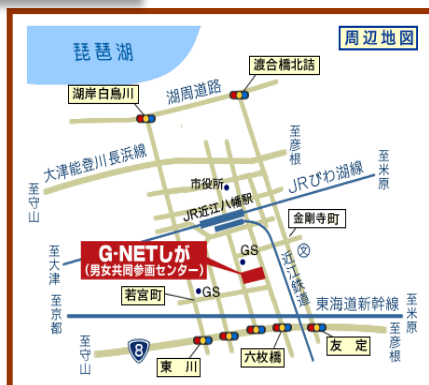 周辺地図
琵琶湖
渡合橋北詰
湖岸白鳥川
湖周道路
至彦根
大津能登川長浜線
至米原
JRびわ湖線
市役所
至守山
JR近江八幡駅
金剛寺町
G-NETしが
(男女共同参画センター)
GS
文
近江鉄道
至大津
GS
若宮町
至京都
東海道新幹線
至米原
8
至守山
東川
六枚橋
友定
至彦根